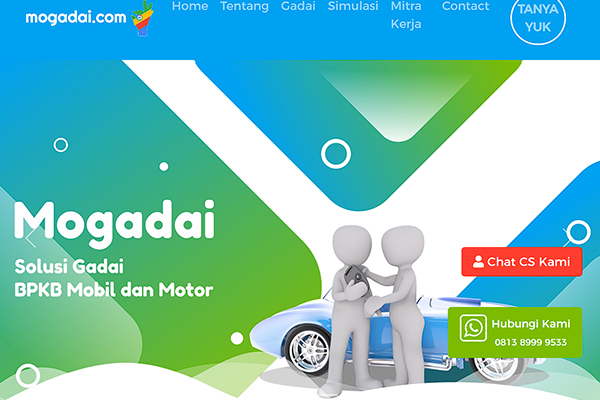 mogadai.com
Home Tentang Gadai Simulasi Mitra Kerja Contact
TANYA YUK
Mogadai
Solusi Gadai
BPKB Mobil dan Motor
Chat CS Kami
Hubungi Kami
0813 8999 9533